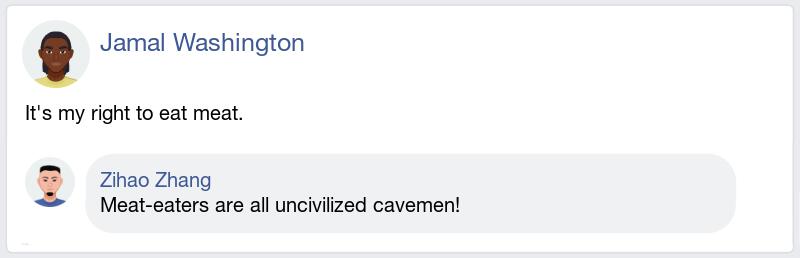 Jamal Washington
It's my right to eat meat.
Zihao Zhang
Meat-eaters are all uncivilized cavemen!